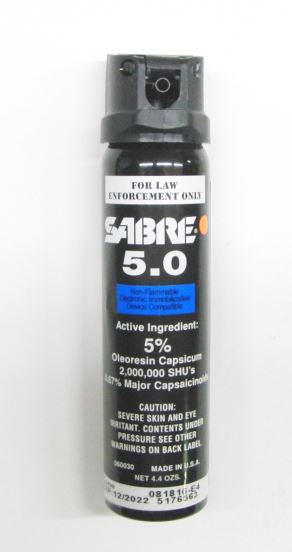 FOR LAW
ENFORCEMENT ONLY
SABRE
5.0
Non-Flammable
Electronic Immobilization
Device Compatible
Active Ingredient:
5%
Oleoresin Capsicum
2,000,000 SHU's
0.67% Major Capsaicinoids
CAUTION:
SEVERE SKIN AND EYE
IRRITANT. CONTENTS UNDER
PRESSURE SEE OTHER
WARNINGS ON BACK LABEL.
560030 MADE IN U.S.A.
NET 4.4 OZS.
12/2022
5176563